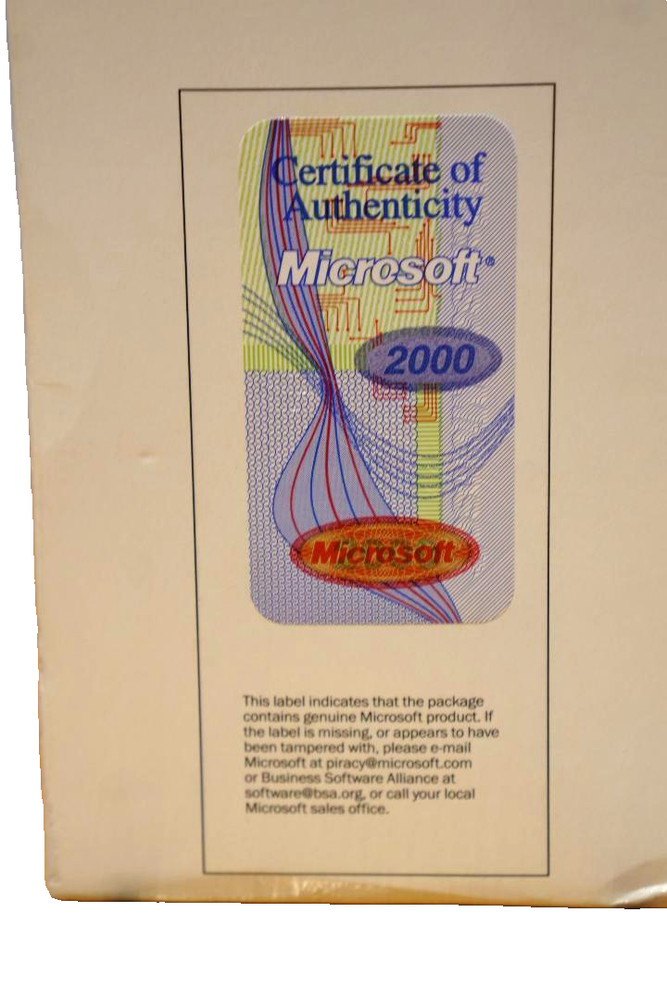 Certificate of
Authenticity
Microsoft®
2000
Microsoft
This label indicates that the package
contains genuine Microsoft product. If
the label is missing, or appears to have
been tampered with, please e-mail
Microsoft at piracy@microsoft.com
or Business Software Alliance at
software@bsa.org, or call your local
Microsoft sales office.